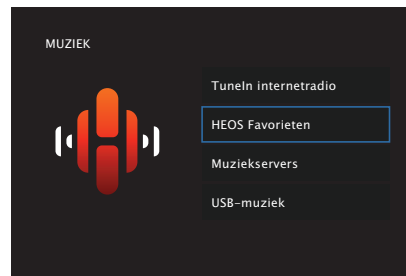 MUZIEK
TuneIn internetradio
HEOS Favorieten
Muziekservers
USB-muziek